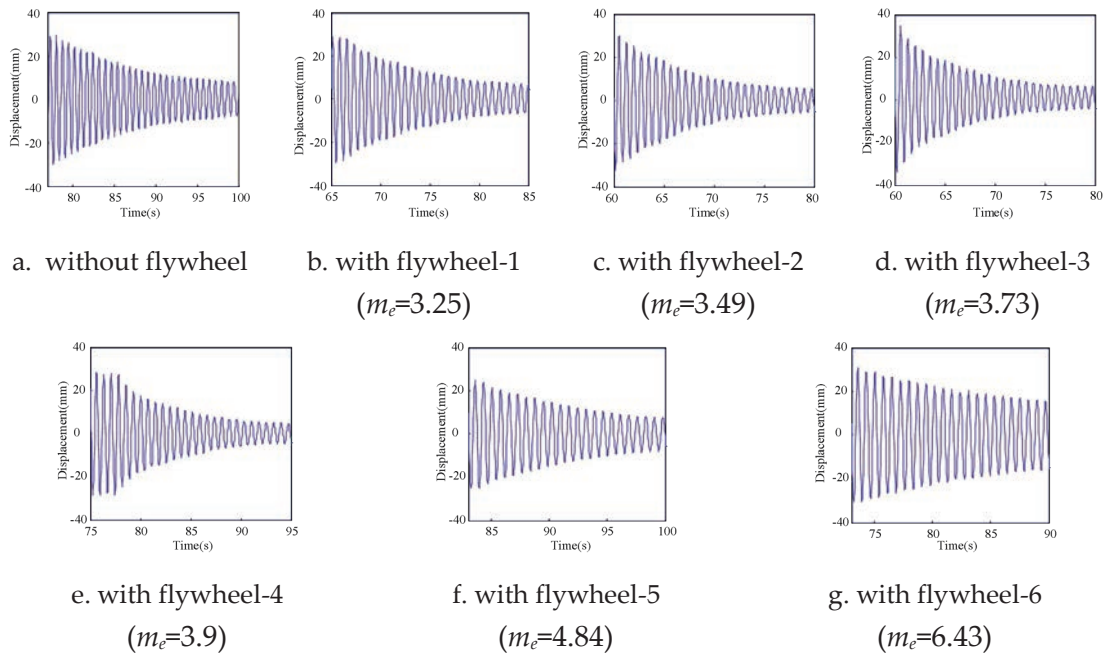 40
20
0
-20
-40
Displacement(mm)
80 85 90 95 100
Time(s)
40
20
0
-20
-40
Displacement(mm)
65 70 75 80 85
Time(s)
40
20
0
-20
-40
Displacement(mm)
60 65 70 75 80
Time(s)
40
20
0
-20
-40
Displacement(mm)
60 65 70 75 80
Time(s)
a. without flywheel
b. with flywheel-1
c. with flywheel-2
d. with flywheel-3
(mₑ=3.25)
(mₑ=3.49)
(mₑ=3.73)
40
20
0
-20
-40
Displacement(mm)
75 80 85 90 95
Time(s)
40
20
0
-20
-40
Displacement(mm)
85 90 95 100
Time(s)
40
20
0
-20
-40
Displacement(mm)
75 80 85 90
Time(s)
e. with flywheel-4
f. with flywheel-5
g. with flywheel-6
(mₑ=3.9)
(mₑ=4.84)
(mₑ=6.43)